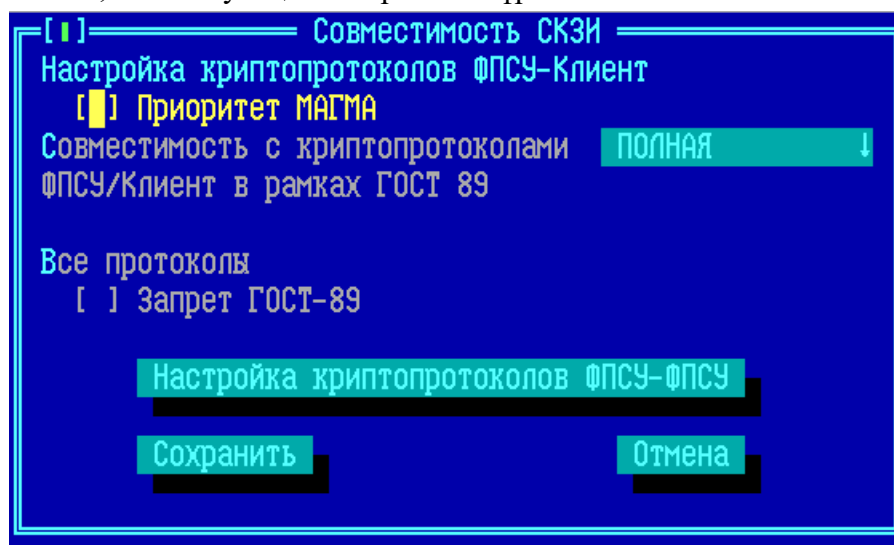 [▮] Совместимость СКЗИ
Настройка криптопротоколов ФПСУ-Клиент
[ ] Приоритет МАГМА
Совместимость с криптопротоколами ПОЛНАЯ ↓
ФПСУ/Клиент в рамках ГОСТ 89
Все протоколы
[ ] Запрет ГОСТ-89
Настройка криптопротоколов ФПСУ-ФПСУ
Сохранить Отмена